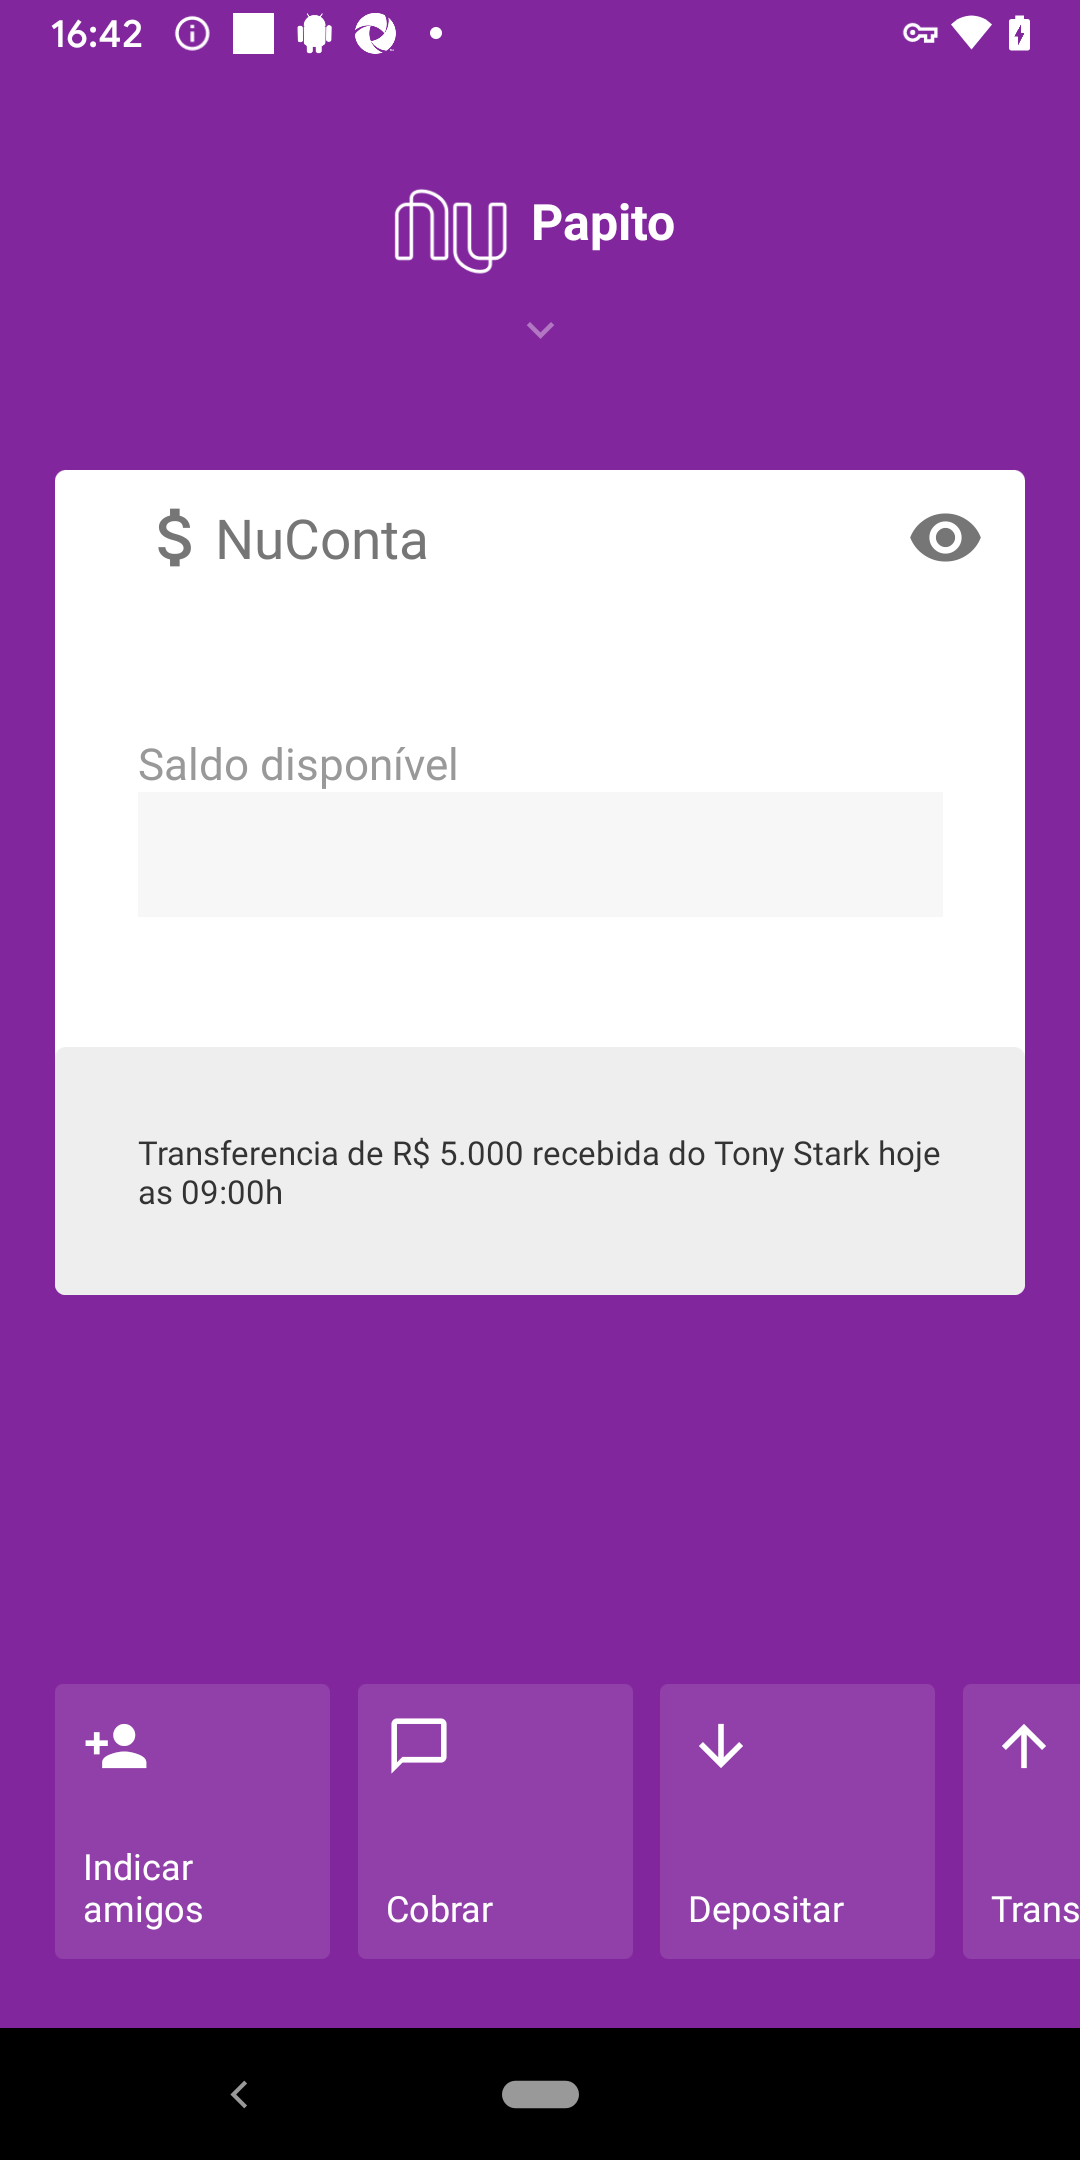 16:42
nu Papito
$ NuConta
Saldo disponível
Transferencia de R$ 5.000 recebida do Tony Stark hoje
as 09:00h
Indicar
amigos
Cobrar
Depositar
Trans